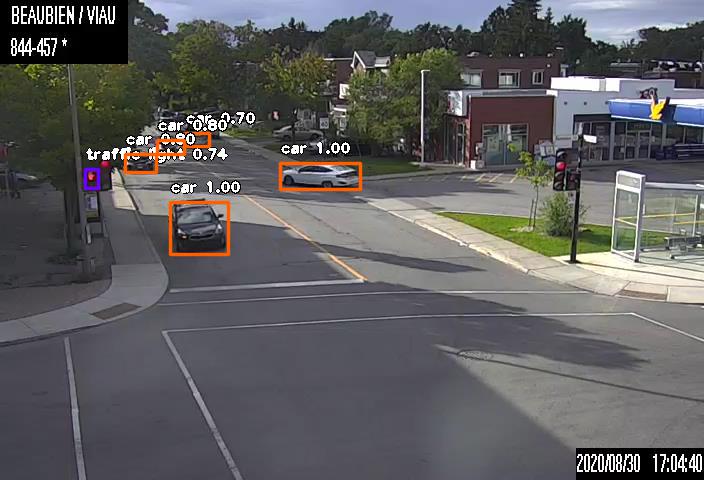 BEAUBIEN / VIAU
844-457 *
car 0.70
car 0.80
car 0.90
traffic light 0.74
car 1.00
car 1.00
2020/08/30 17:04:40